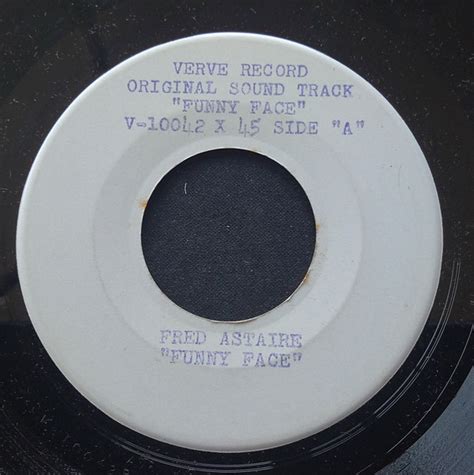 VERVE RECORD
ORIGINAL SOUND TRACK
"FUNNY FACE"
V-10042 X 45 SIDE "A"
FRED ASTAIRE
"FUNNY FACE"